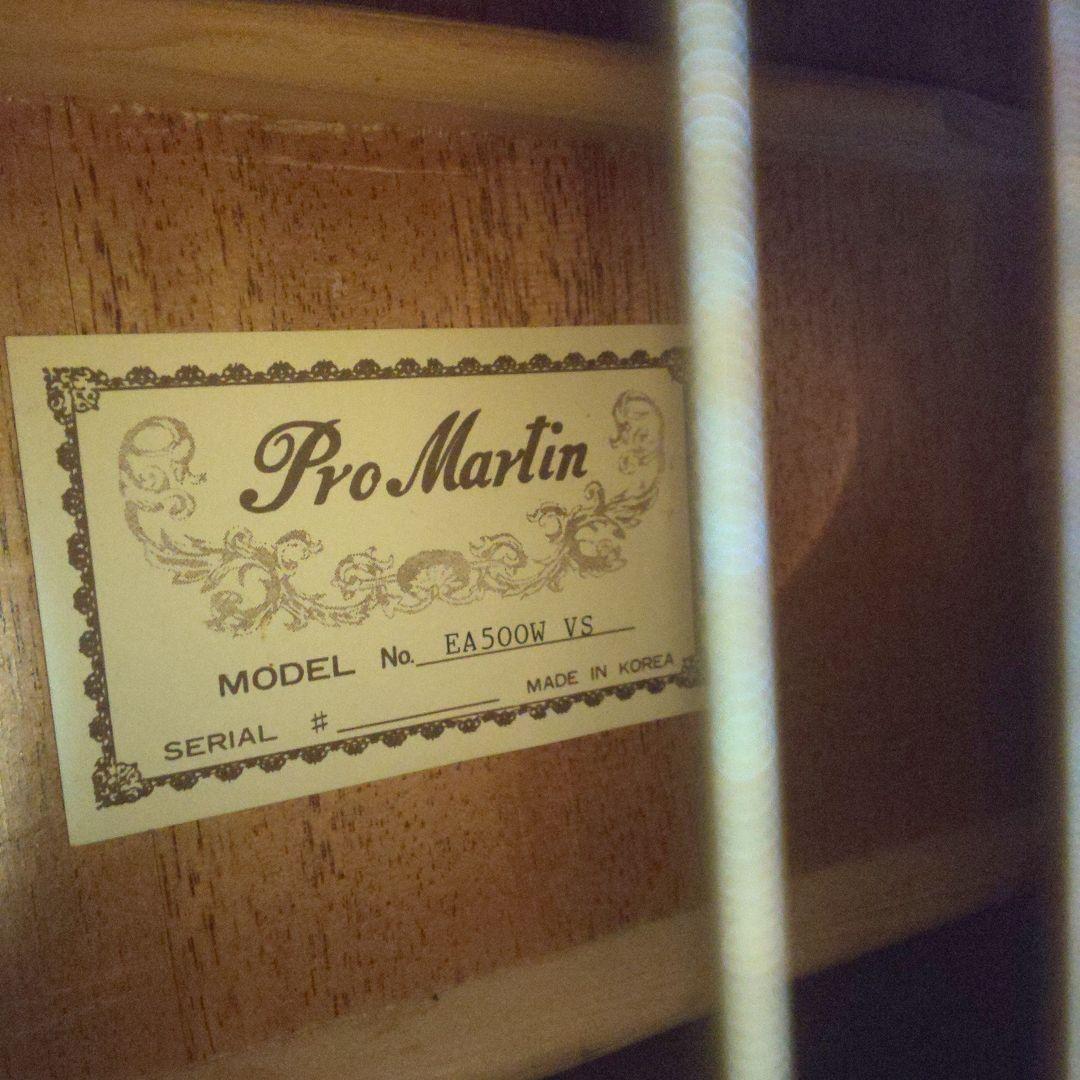 Pro Martin
MODEL No. EA500W VS
SERIAL # MADE IN KOREA